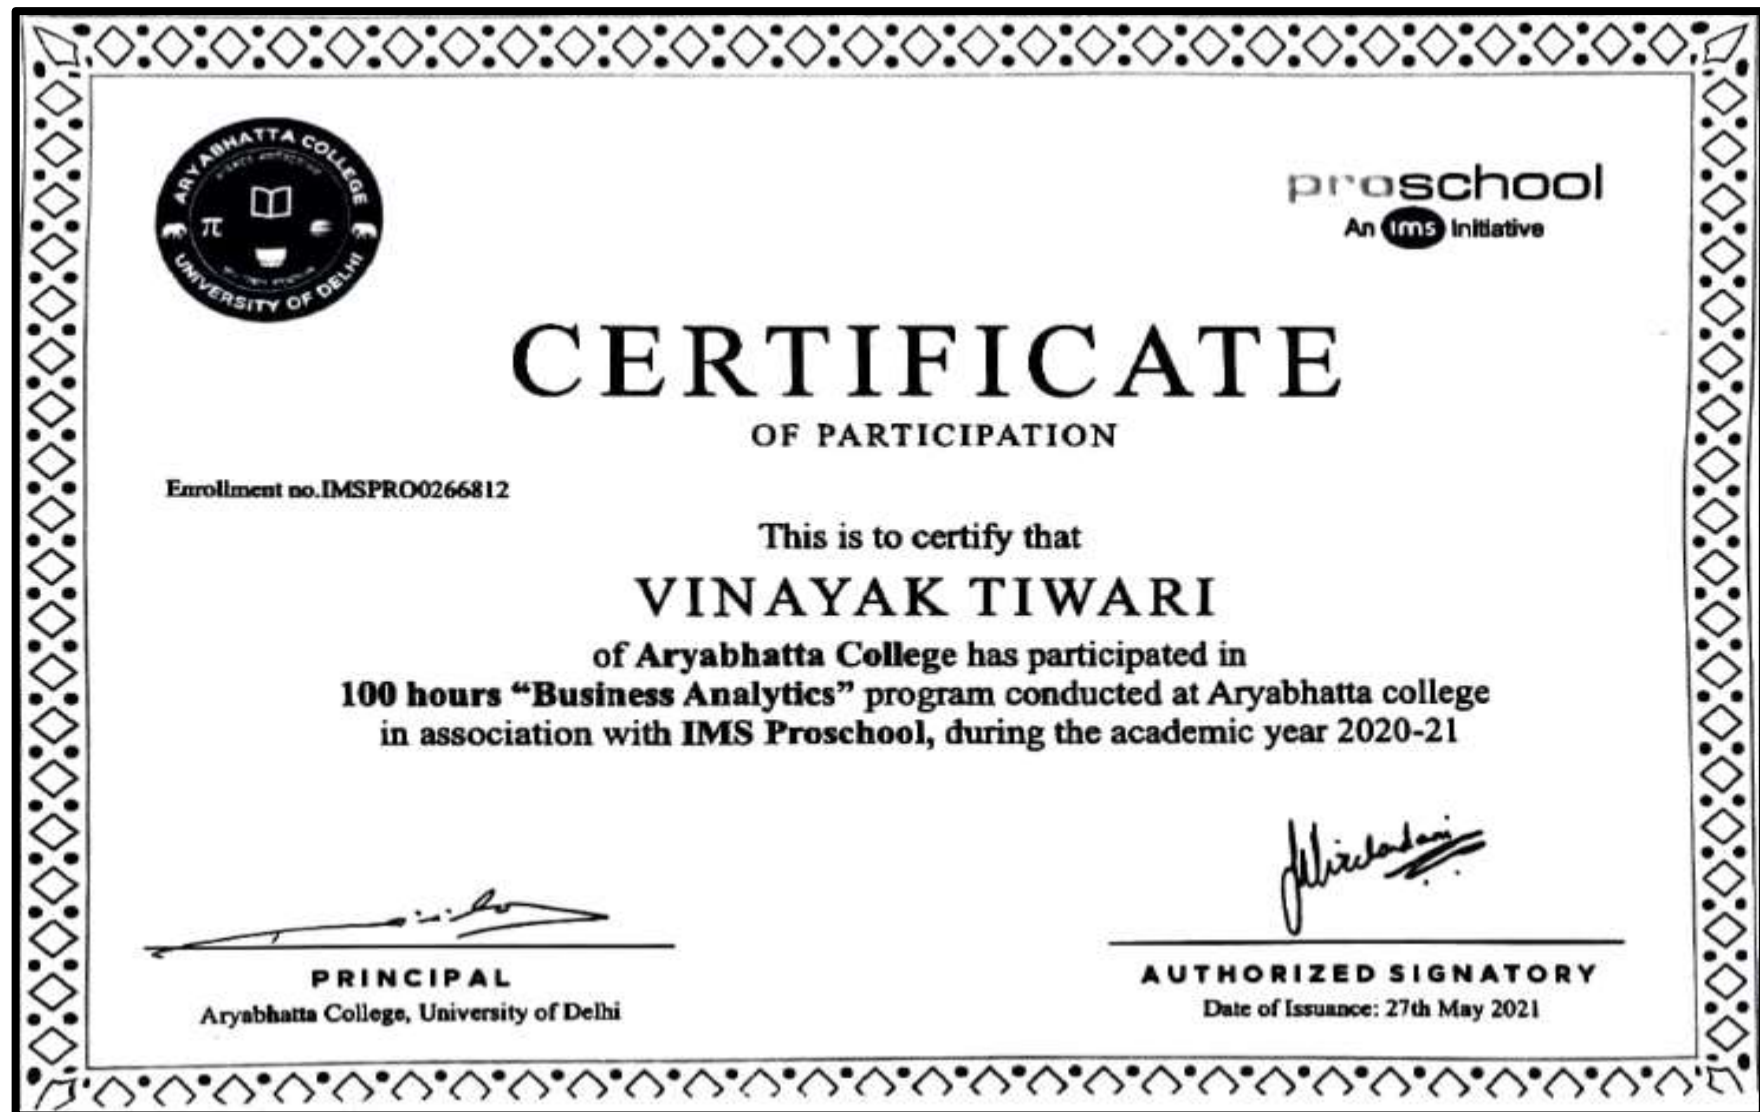 ARYABHATTA COLLEGE
π
UNIVERSITY OF DELHI
proschool
An ims Initiative
CERTIFICATE
OF PARTICIPATION
Enrollment no.IMSPRO0266812
This is to certify that
VINAYAK TIWARI
of Aryabhatta College has participated in
100 hours “Business Analytics” program conducted at Aryabhatta college
in association with IMS Proschool, during the academic year 2020-21
PRINCIPAL
Aryabhatta College, University of Delhi
AUTHORIZED SIGNATORY
Date of Issuance: 27th May 2021